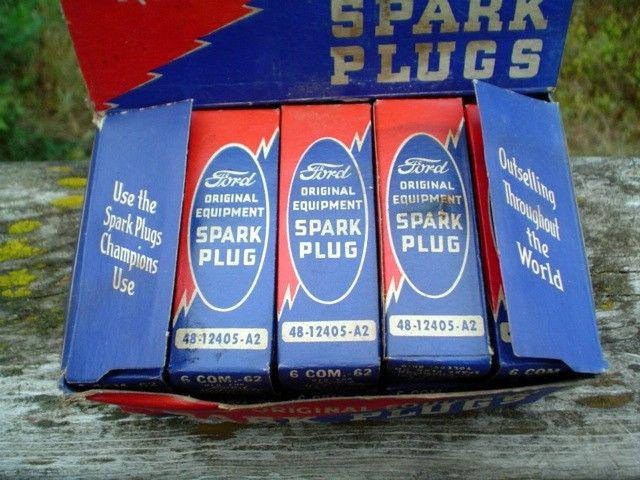 SPARK
PLUGS
Use the
Spark Plugs
Champions
Use
Ford
ORIGINAL
EQUIPMENT
SPARK
PLUG
48-12405-A2
6 COM.-62
Ford
ORIGINAL
EQUIPMENT
SPARK
PLUG
48-12405-A2
6 COM.-62
Ford
ORIGINAL
EQUIPMENT
SPARK
PLUG
48-12405-A2
Outselling
Throughout
the
World
ORIGINAL
PLUGS